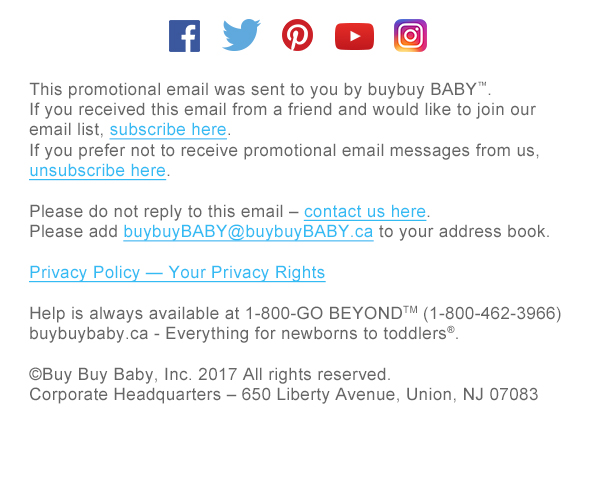 This promotional email was sent to you by buybuy BABY™.
If you received this email from a friend and would like to join our
email list, subscribe here.
If you prefer not to receive promotional email messages from us,
unsubscribe here.
Please do not reply to this email – contact us here.
Please add buybuyBABY@buybuyBABY.ca to your address book.
Privacy Policy — Your Privacy Rights
Help is always available at 1-800-GO BEYOND™ (1-800-462-3966)
buybuybaby.ca - Everything for newborns to toddlers®.
©Buy Buy Baby, Inc. 2017 All rights reserved.
Corporate Headquarters – 650 Liberty Avenue, Union, NJ 07083